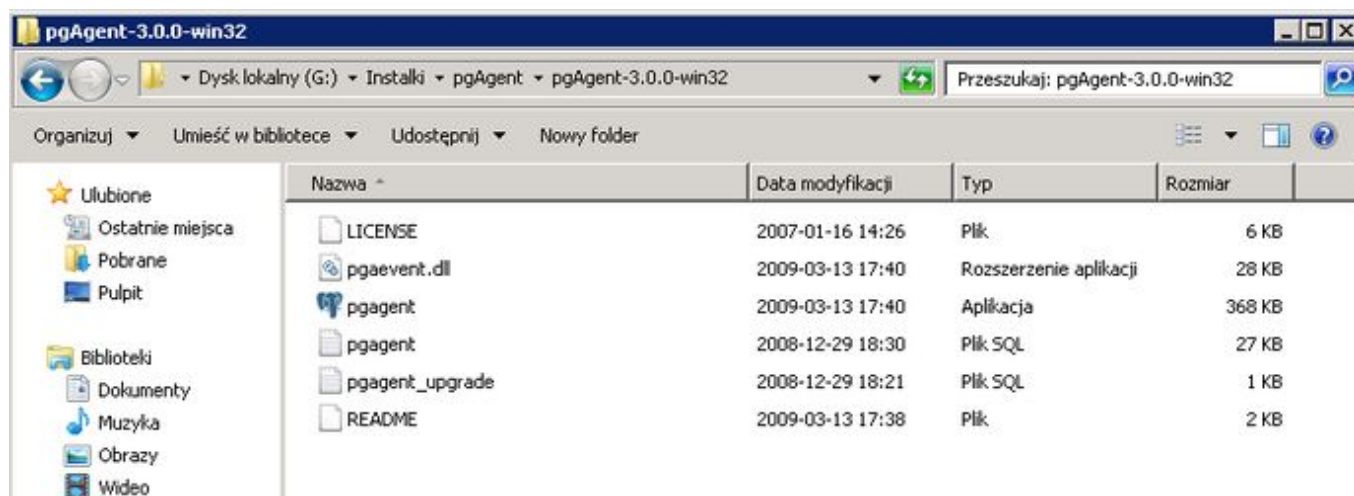 pgAgent-3.0.0-win32
Dysk lokalny (G:) Instalki pgAgent pgAgent-3.0.0-win32 Przeszukaj: pgAgent-3.0.0-win32
Organizuj Umieść w bibliotece Udostępnij Nowy folder
Ulubione
Ostatnie miejsca
Pobrane
Pulpit
Biblioteki
Dokumenty
Muzyka
Obrazy
Wideo
Nazwa Data modyfikacji Typ Rozmiar
LICENSE 2007-01-16 14:26 Plik 6 KB
pgaevent.dll 2009-03-13 17:40 Rozszerzenie aplikacji 28 KB
pgagent 2009-03-13 17:40 Aplikacja 368 KB
pgagent 2008-12-29 18:30 Plik SQL 27 KB
pgagent_upgrade 2008-12-29 18:21 Plik SQL 1 KB
README 2009-03-13 17:38 Plik 2 KB